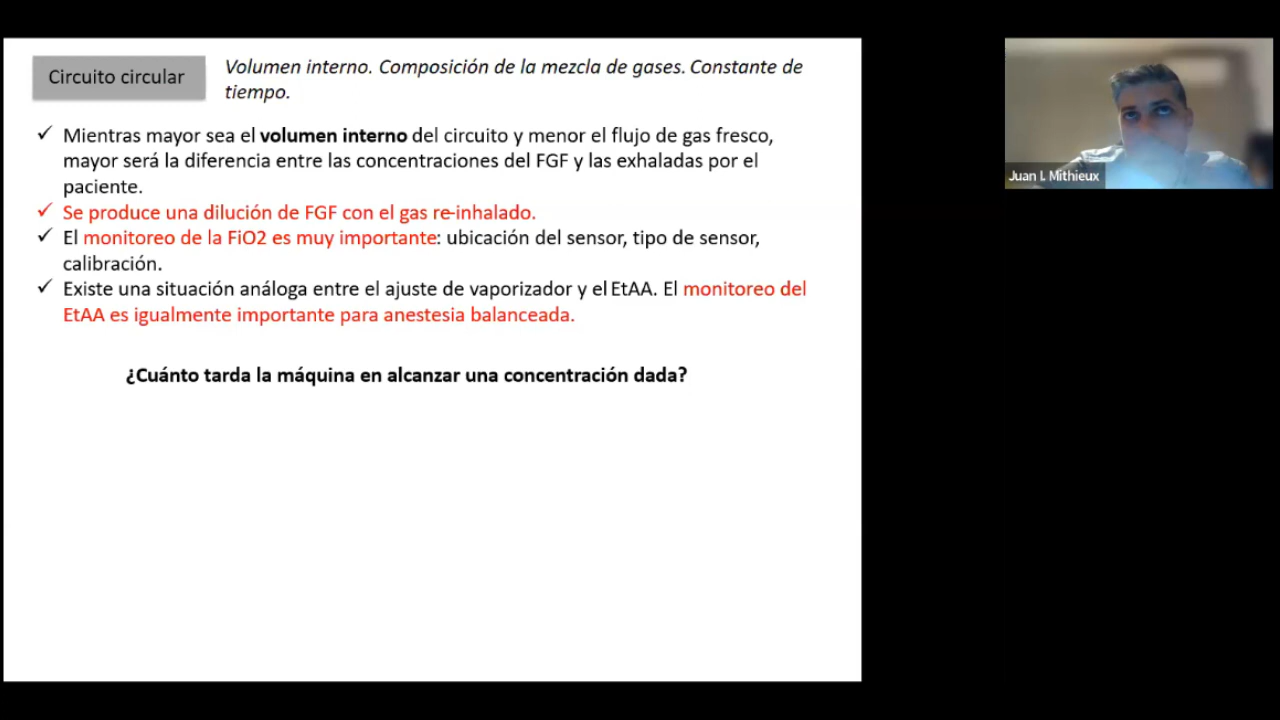 Circuito circular
Volumen interno. Composición de la mezcla de gases. Constante de
tiempo.
✓ Mientras mayor sea el volumen interno del circuito y menor el flujo de gas fresco,
mayor será la diferencia entre las concentraciones del FGF y las exhaladas por el
paciente.
✓ Se produce una dilución de FGF con el gas re-inhalado.
✓ El monitoreo de la FiO2 es muy importante: ubicación del sensor, tipo de sensor,
calibración.
✓ Existe una situación análoga entre el ajuste de vaporizador y el EtAA. El monitoreo del
EtAA es igualmente importante para anestesia balanceada.
¿Cuánto tarda la máquina en alcanzar una concentración dada?
Juan I. Mithieux